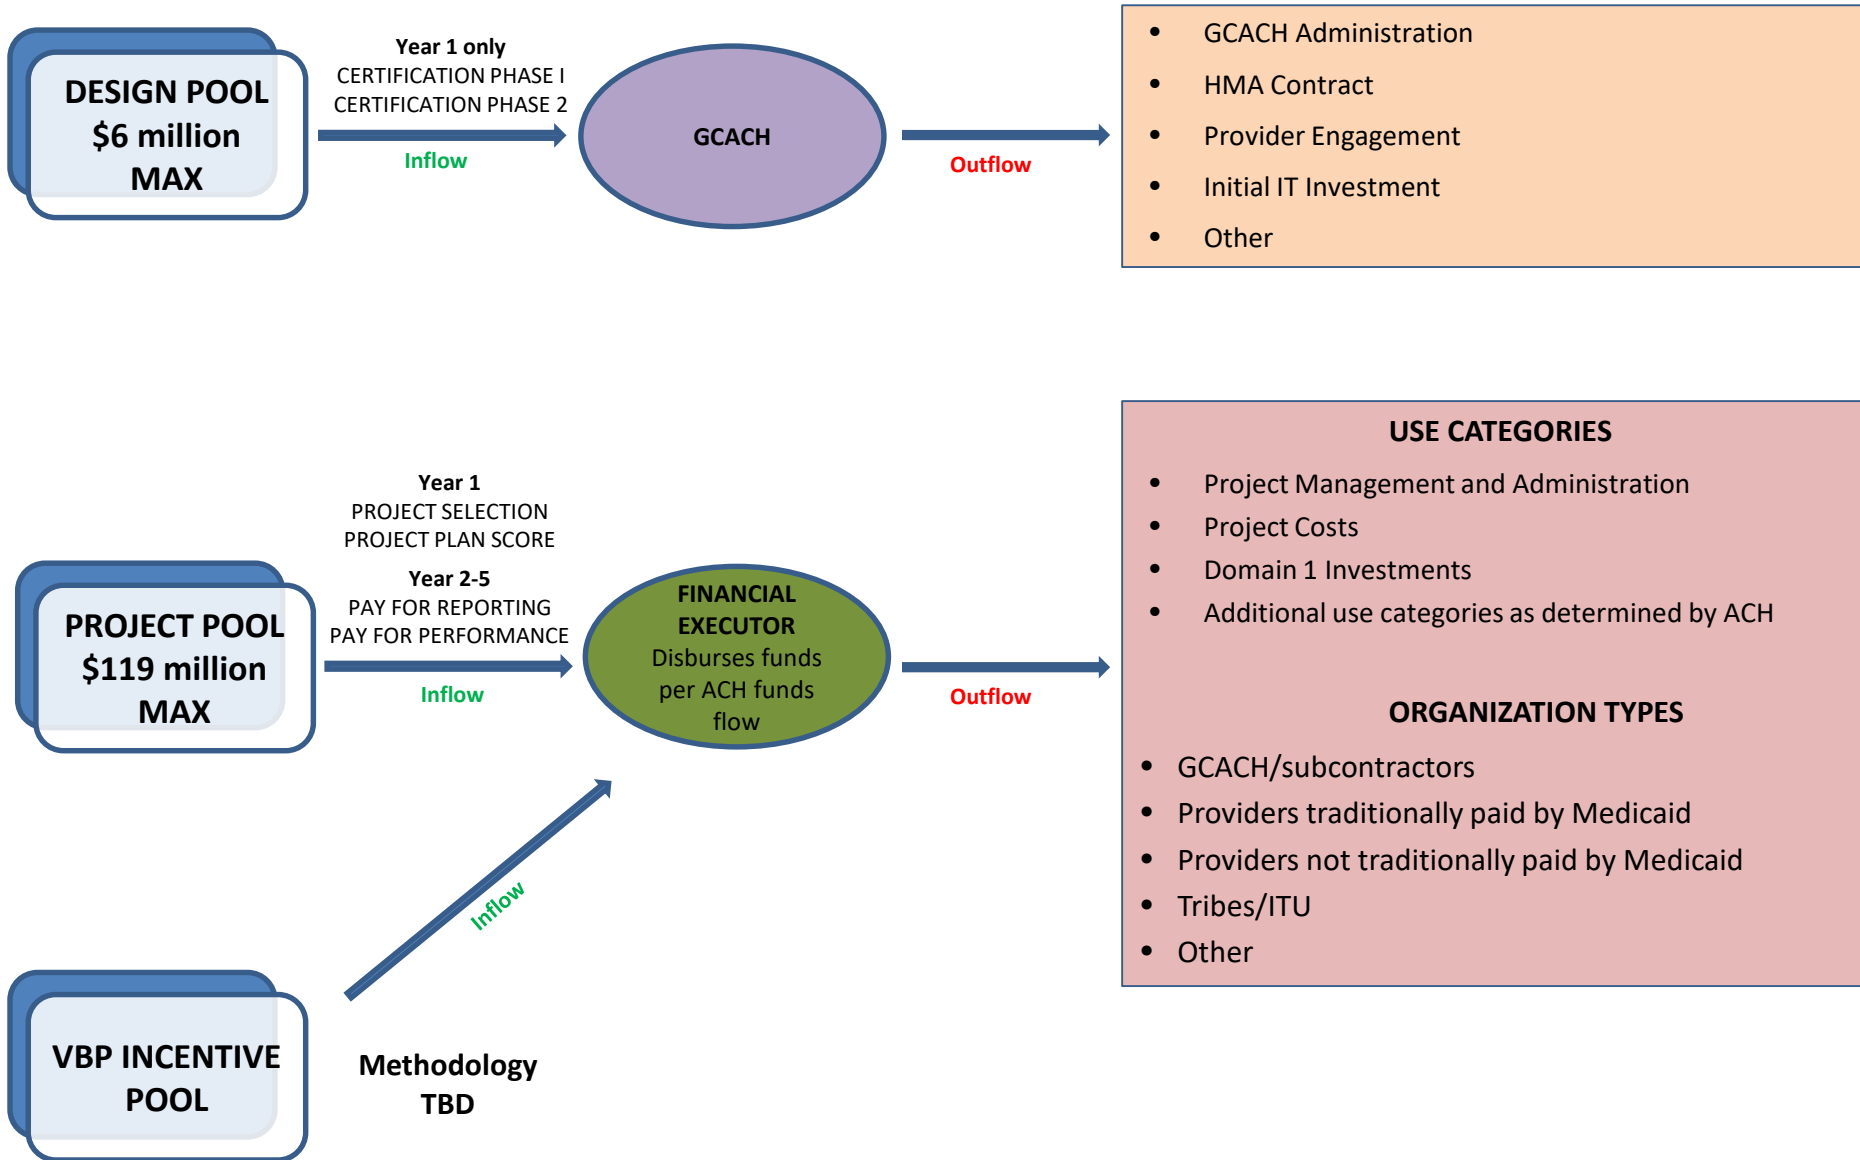 DESIGN POOL
$6 million
MAX
Year 1 only
CERTIFICATION PHASE I
CERTIFICATION PHASE 2
Inflow
GCACH
Outflow
• GCACH Administration
• HMA Contract
• Provider Engagement
• Initial IT Investment
• Other
PROJECT POOL
$119 million
MAX
Year 1
PROJECT SELECTION
PROJECT PLAN SCORE
Year 2-5
PAY FOR REPORTING
PAY FOR PERFORMANCE
Inflow
FINANCIAL
EXECUTOR
Disburses funds
per ACH funds
flow
Outflow
USE CATEGORIES
• Project Management and Administration
• Project Costs
• Domain 1 Investments
• Additional use categories as determined by ACH
ORGANIZATION TYPES
• GCACH/subcontractors
• Providers traditionally paid by Medicaid
• Providers not traditionally paid by Medicaid
• Tribes/ITU
• Other
Inflow
VBP INCENTIVE
POOL
Methodology
TBD